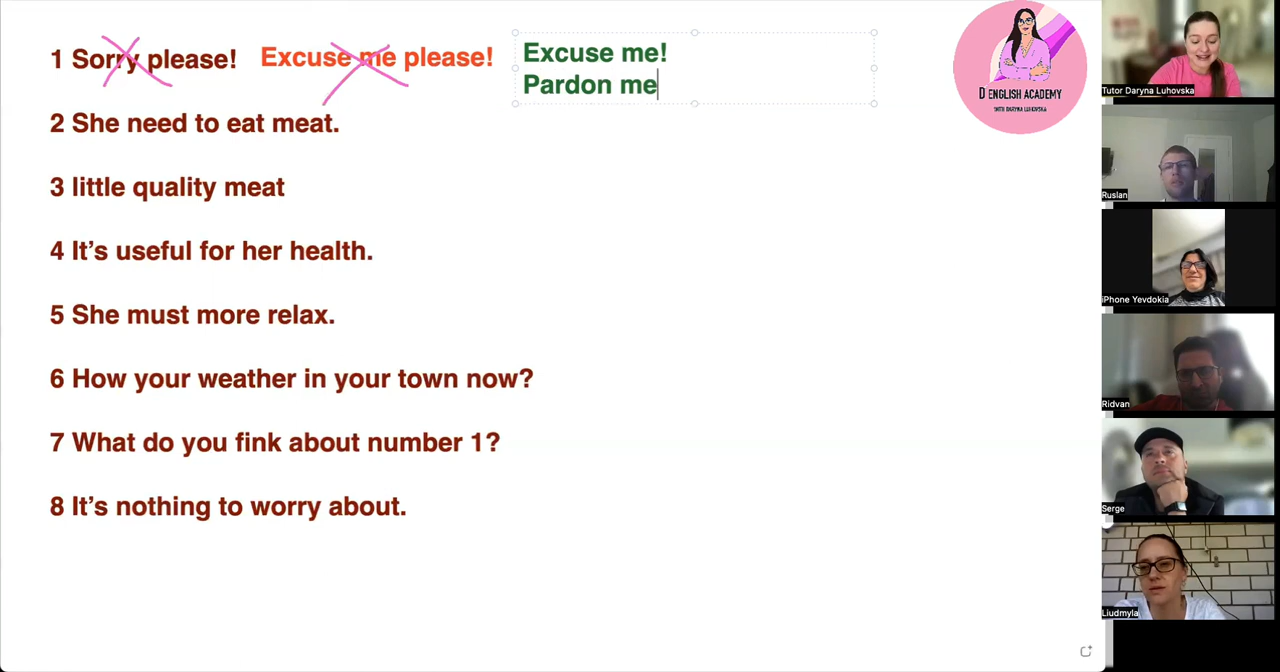 1 Sorry please! Excuse me please!
Excuse me!
Pardon me
2 She need to eat meat.
3 little quality meat
4 It’s useful for her health.
5 She must more relax.
6 How your weather in your town now?
7 What do you fink about number 1?
8 It’s nothing to worry about.
D ENGLISH ACADEMY
WITH DARYNA LUHOVSKA
Tutor Daryna Luhovska
Ruslan
iPhone Yevdokia
Ridvan
Serge
Liudmyla